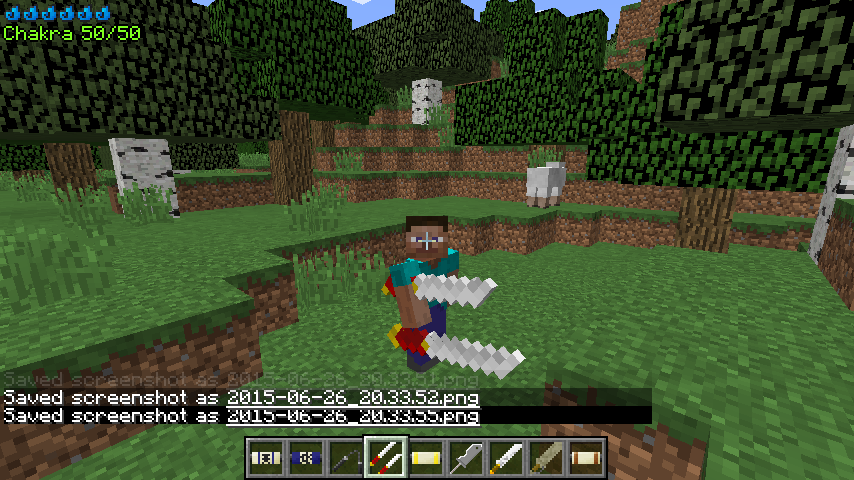 Chakra 50/50
Saved screenshot as 2015-06-26_20.33.52.png
Saved screenshot as 2015-06-26_20.33.55.png